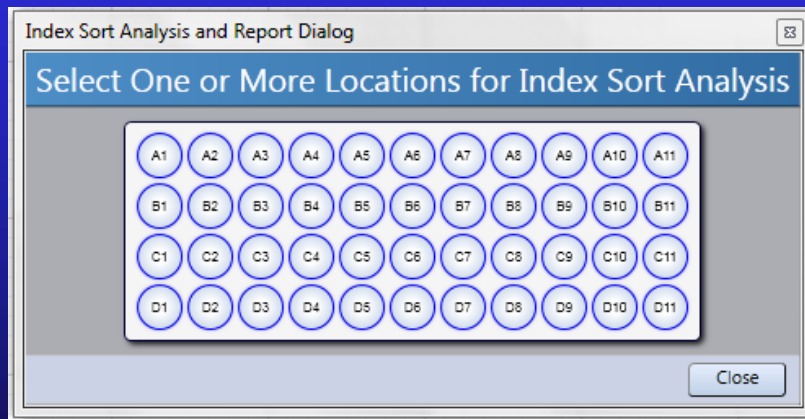 Index Sort Analysis and Report Dialog
Select One or More Locations for Index Sort Analysis
A1 A2 A3 A4 A5 A6 A7 A8 A9 A10 A11
B1 B2 B3 B4 B5 B6 B7 B8 B9 B10 B11
C1 C2 C3 C4 C5 C6 C7 C8 C9 C10 C11
D1 D2 D3 D4 D5 D6 D7 D8 D9 D10 D11
Close